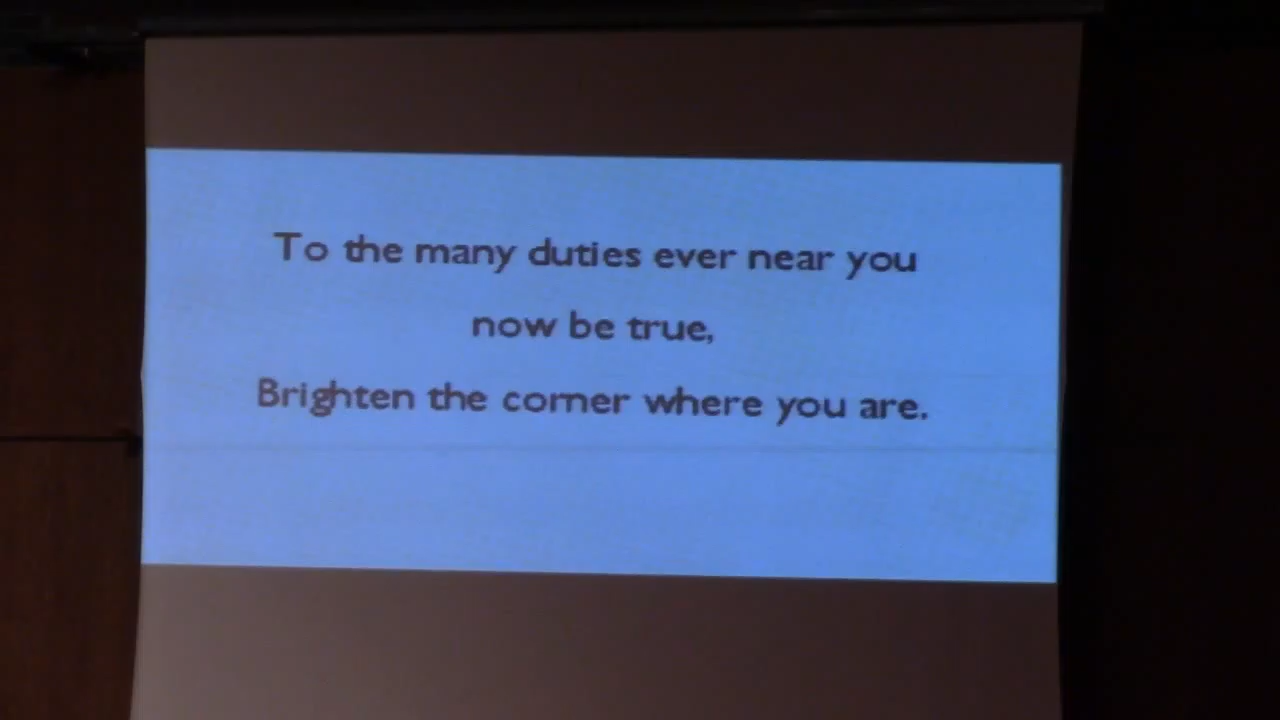 To the many duties ever near you
now be true,
Brighten the corner where you are.